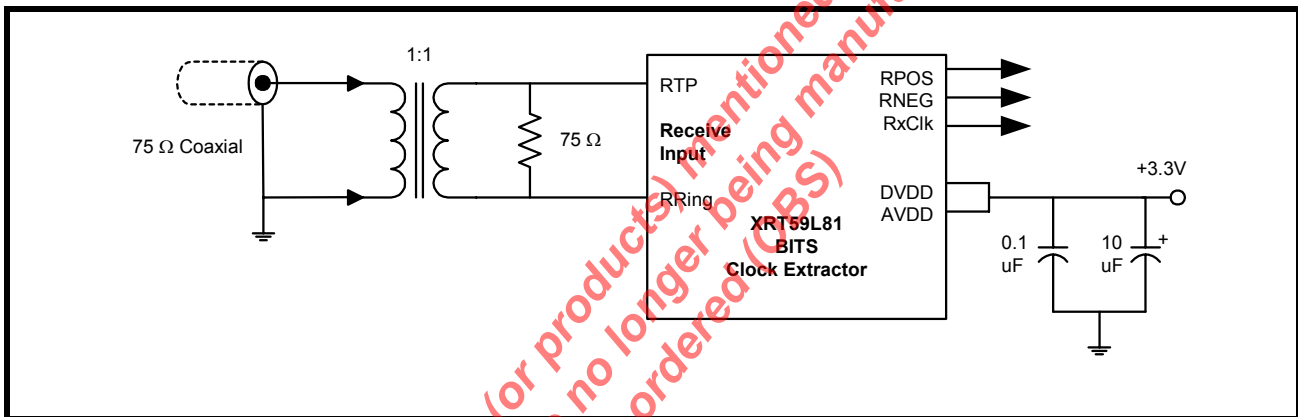 1:1
75 Ω Coaxial
75 Ω
RTP
Receive
Input
RRing
XRT59L81
BITS
Clock Extractor
RPOS
RNEG
RxClk
DVDD
AVDD
+3.3V
0.1
uF
10
uF
+
(or products) mentioned
no longer being manuf
ordered (OBS)